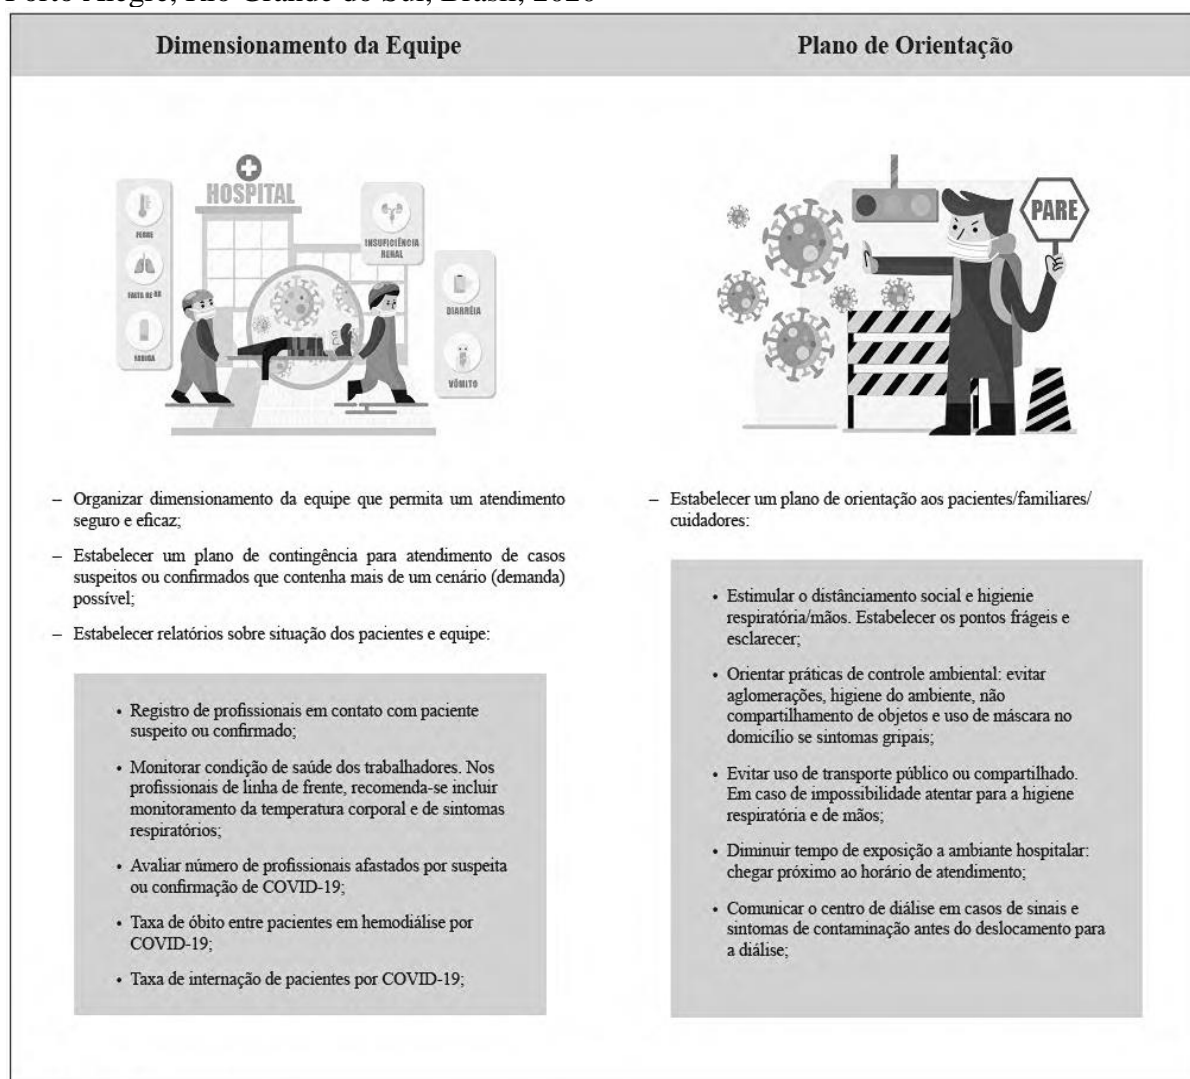 Porto Alegre, Rio Grande do Sul, Brasil, 2020
Dimensionamento da Equipe
HOSPITAL
FEBRE
FALTA DE AR
FADIGA
INSUFICIÊNCIA
RENAL
DIARRÉIA
VÔMITO
– Organizar dimensionamento da equipe que permita um atendimento
seguro e eficaz;
– Estabelecer um plano de contingência para atendimento de casos
suspeitos ou confirmados que contenha mais de um cenário (demanda)
possível;
– Estabelecer relatórios sobre situação dos pacientes e equipe:
• Registro de profissionais em contato com paciente
suspeito ou confirmado;
• Monitorar condição de saúde dos trabalhadores. Nos
profissionais de linha de frente, recomenda-se incluir
monitoramento da temperatura corporal e de sintomas
respiratórios;
• Avaliar número de profissionais afastados por suspeita
ou confirmação de COVID-19;
• Taxa de óbito entre pacientes em hemodiálise por
COVID-19;
• Taxa de internação de pacientes por COVID-19;
Plano de Orientação
PARE
– Estabelecer um plano de orientação aos pacientes/familiares/
cuidadores:
• Estimular o distânciamento social e higienie
respiratória/mãos. Estabelecer os pontos frágeis e
esclarecer;
• Orientar práticas de controle ambiental: evitar
aglomerações, higiene do ambiente, não
compartilhamento de objetos e uso de máscara no
domicílio se sintomas gripais;
• Evitar uso de transporte público ou compartilhado.
Em caso de impossibilidade atentar para a higiene
respiratória e de mãos;
• Diminuir tempo de exposição a ambiante hospitalar:
chegar próximo ao horário de atendimento;
• Comunicar o centro de diálise em casos de sinais e
sintomas de contaminação antes do deslocamento para
a diálise;